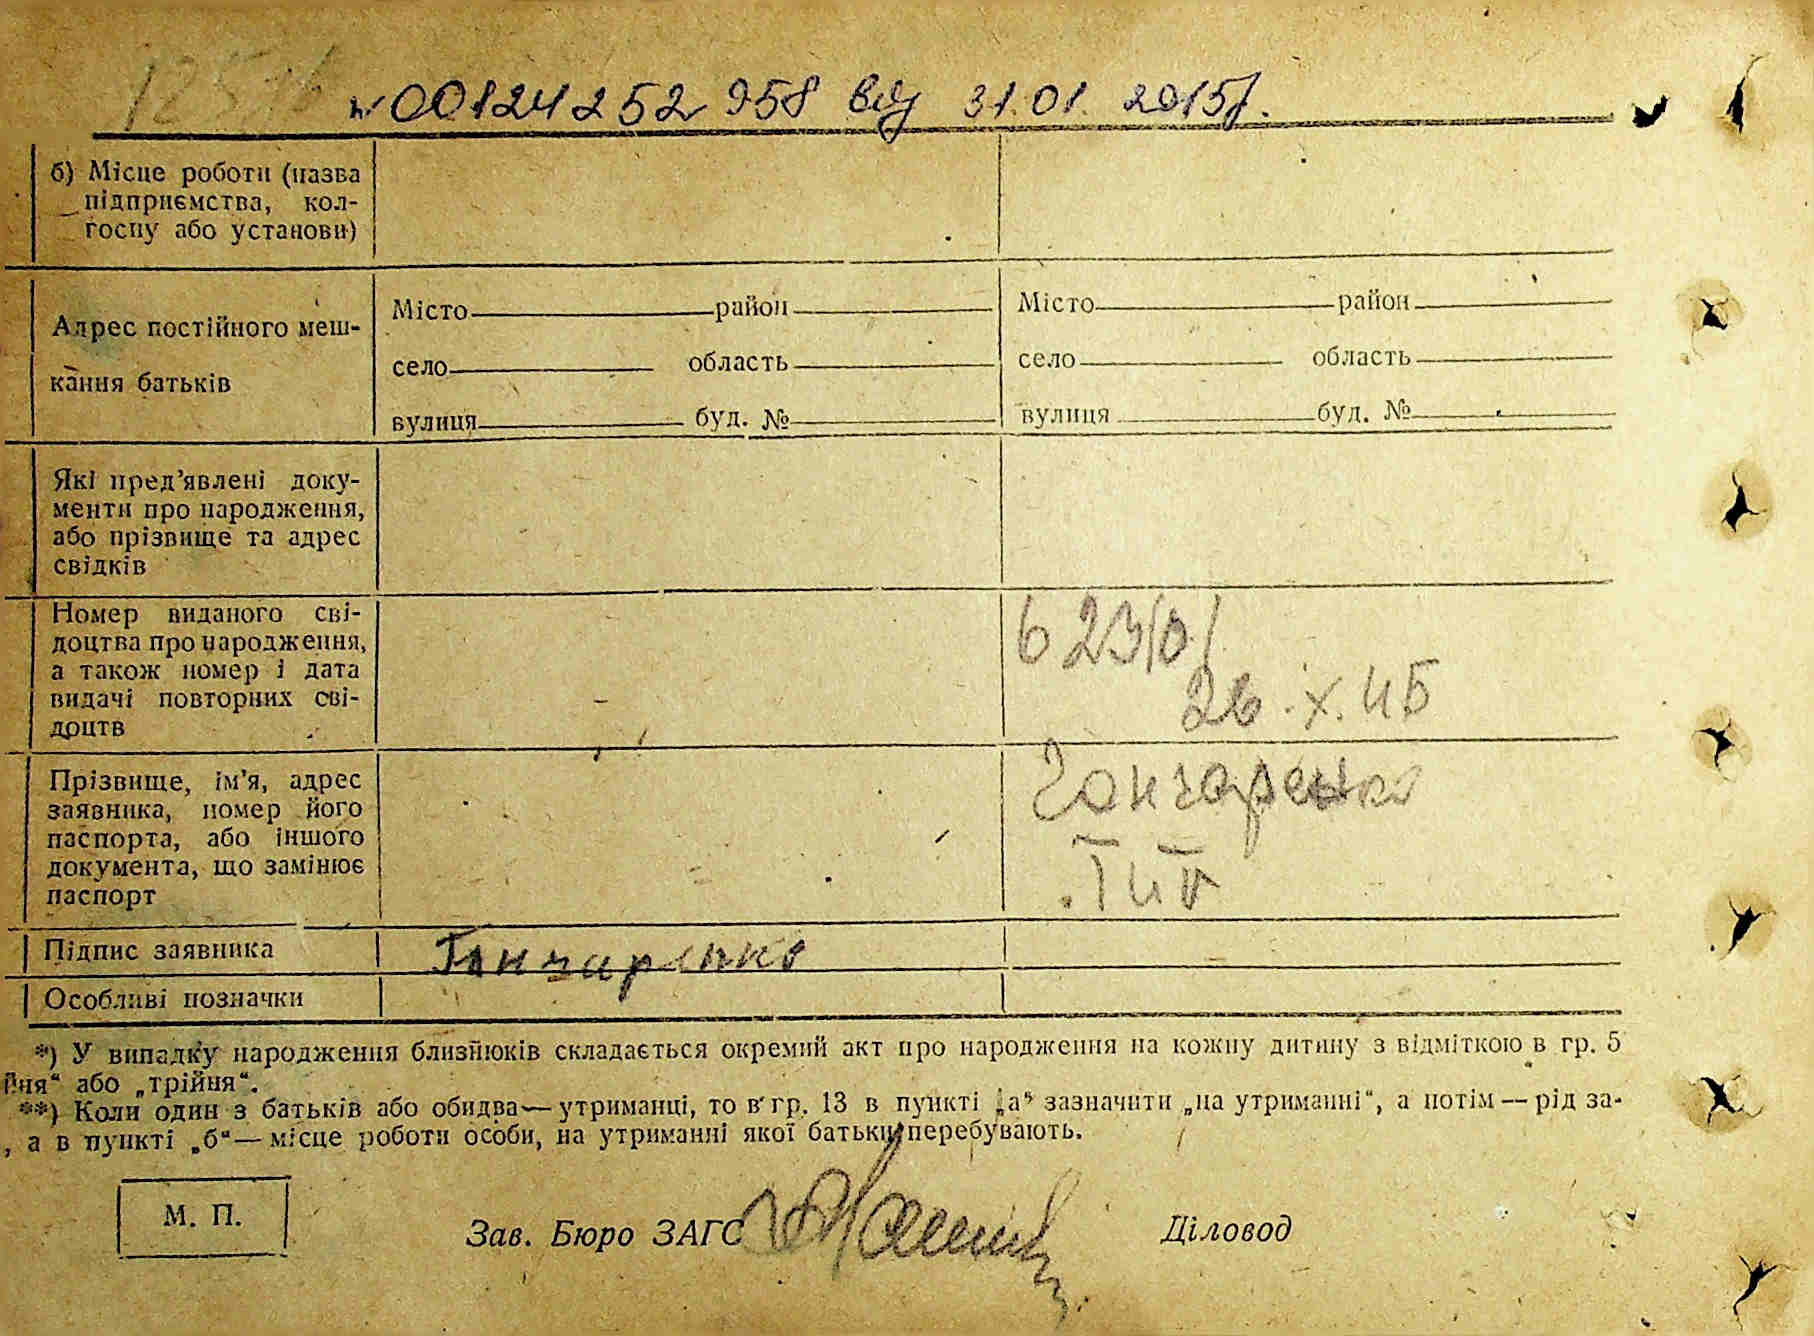 № 00124252958 від 31.01.2015р.
б) Місце роботи (назва
підприємства, кол-
госпу або установи)
Адрес постійного меш-
кання батьків
Місто район
село область
вулиця буд. №
Місто район
село область
вулиця буд. №
Які пред’явлені доку-
менти про народження,
або прізвище та адрес
свідків
Номер виданого сві-
доцтва про народження,
а також номер і дата
видачі повторних сві-
доцтв
26.X.45
Прізвище, ім’я, адрес
заявника, номер його
паспорта, або іншого
документа, що замінює
паспорт
Гончаренко
Підпис заявника
Гончаренко
Особливі позначки
*) У випадку народження близнюків складається окремий акт про народження на кожну дитину з відміткою в гр. 5
йня“ або „трійня“.
**) Коли один з батьків або обидва — утриманці, то в гр. 13 в пункті „а“ зазначити „на утриманні“, а потім — рід за-
, а в пункті „б“ — місце роботи особи, на утриманні якої батьки перебувають.
М. П.
Зав. Бюро ЗАГС
Діловод